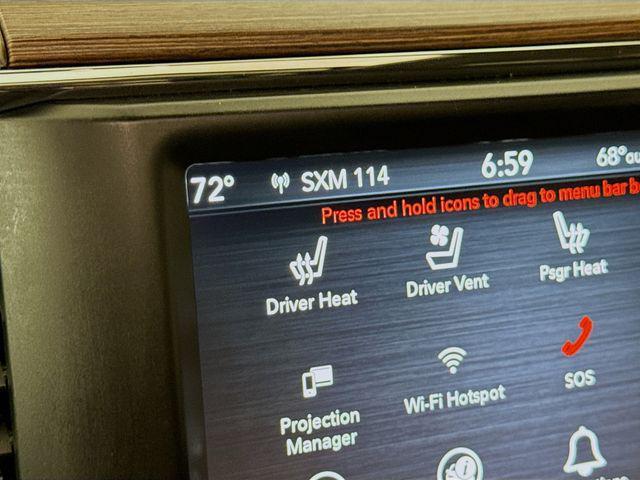 72° SXM 114 6:59 68°
Press and hold icons to drag to menu bar
Driver Heat Driver Vent Psgr Heat
Projection Manager Wi-Fi Hotspot SOS